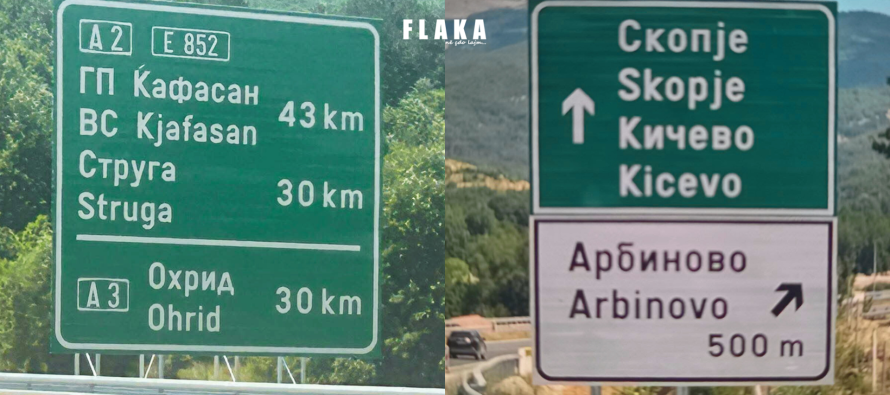 A 2 E 852
ГП Ќафасан
BC Kjafasan
43 km
Струга
Struga
30 km
A 3
Охрид
Ohrid
30 km
FLAKA
Скопје
Skopje
Кичево
Kicevo
Арбиново
Arbinovo
500 m